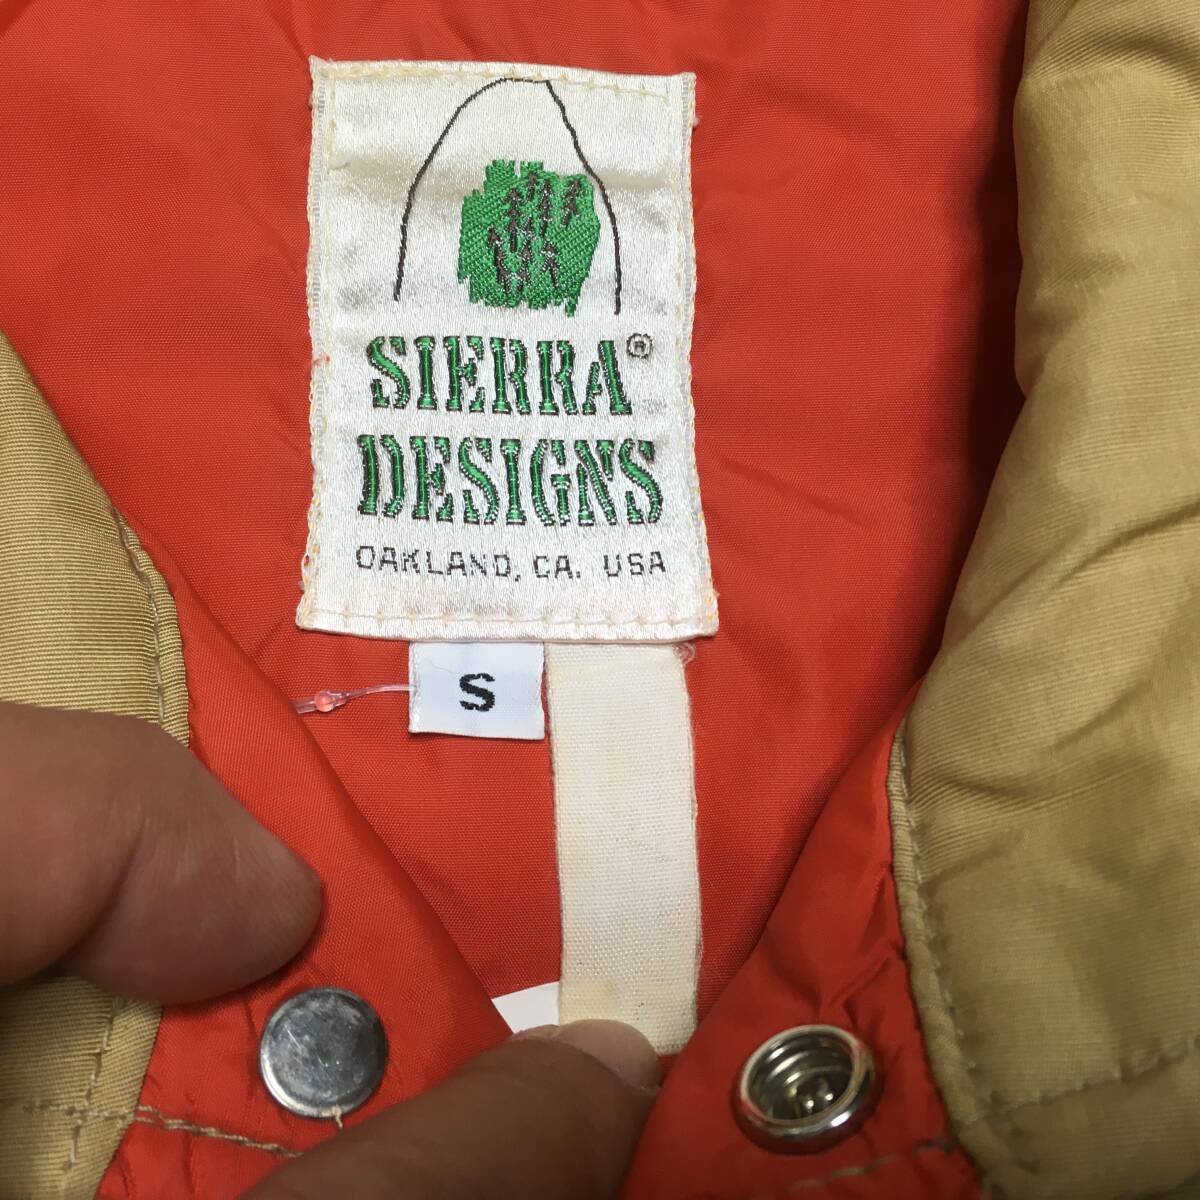 SIERRA®
DESIGNS
OAKLAND, CA. USA
S